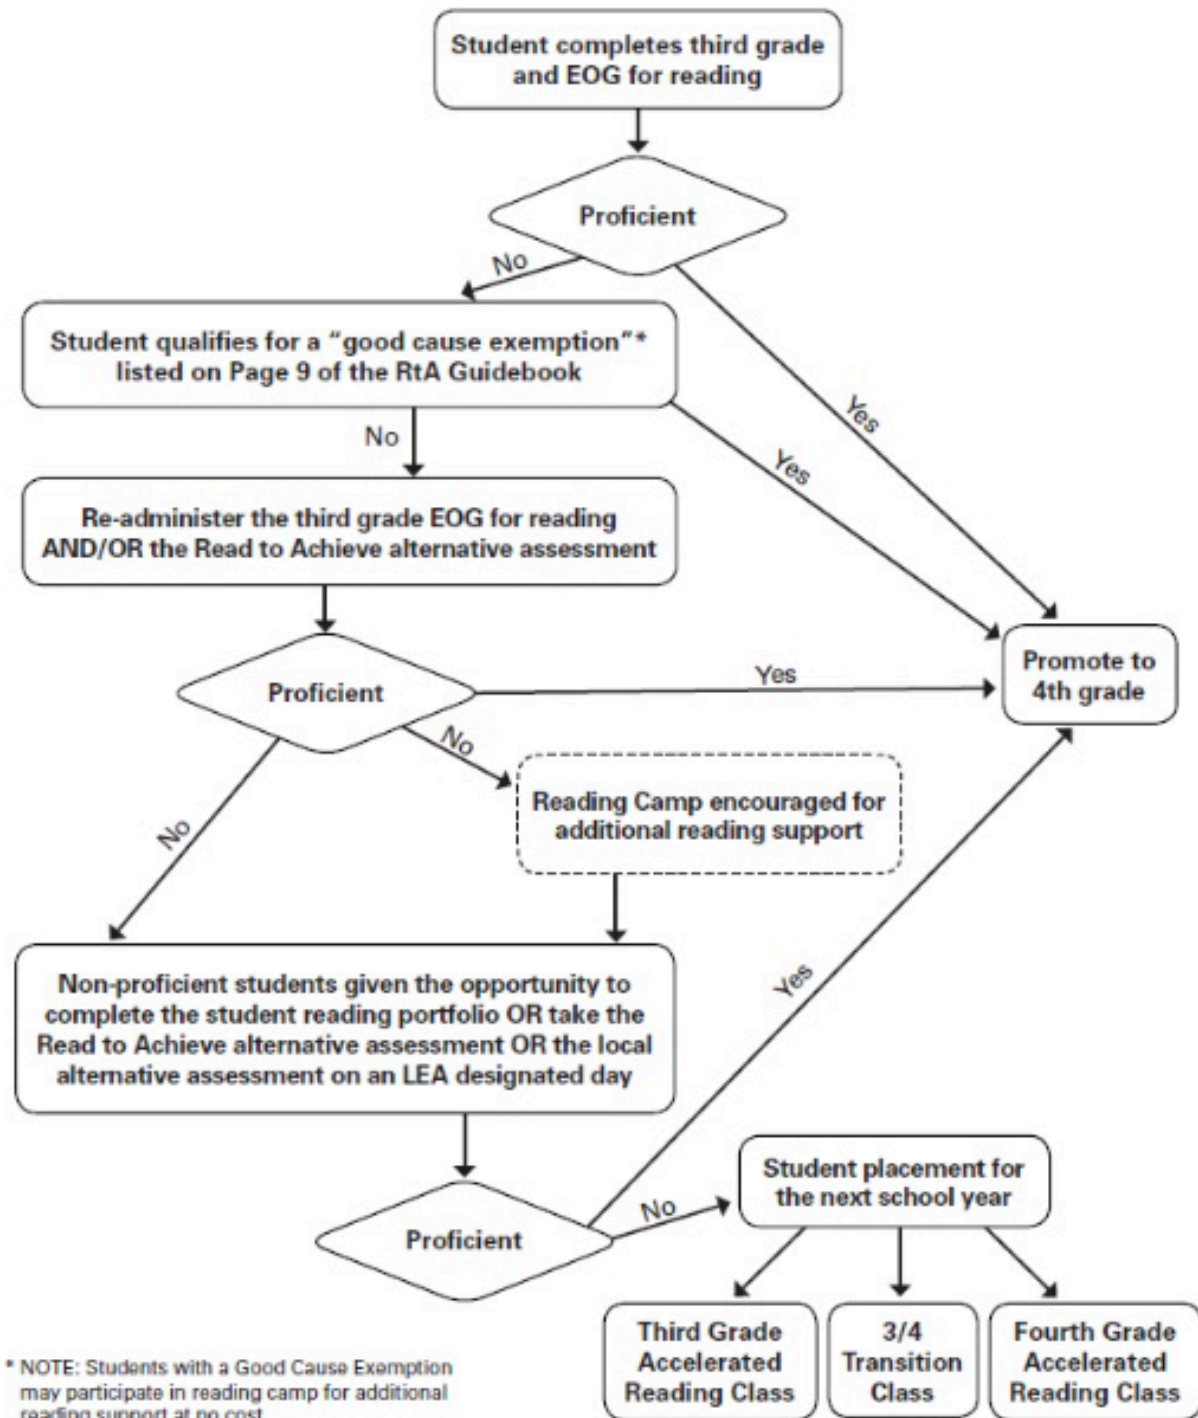 Student completes third grade
and EOG for reading
Proficient
No
Yes
Student qualifies for a “good cause exemption”*
listed on Page 9 of the RtA Guidebook
No
Yes
Re-administer the third grade EOG for reading
AND/OR the Read to Achieve alternative assessment
Proficient
Yes
Promote to
4th grade
No
No
Reading Camp encouraged for
additional reading support
Non-proficient students given the opportunity to
complete the student reading portfolio OR take the
Read to Achieve alternative assessment OR the local
alternative assessment on an LEA designated day
Yes
Proficient
No
Student placement for
the next school year
Third Grade
Accelerated
Reading Class
3/4
Transition
Class
Fourth Grade
Accelerated
Reading Class
* NOTE: Students with a Good Cause Exemption
may participate in reading camp for additional
reading support at no cost